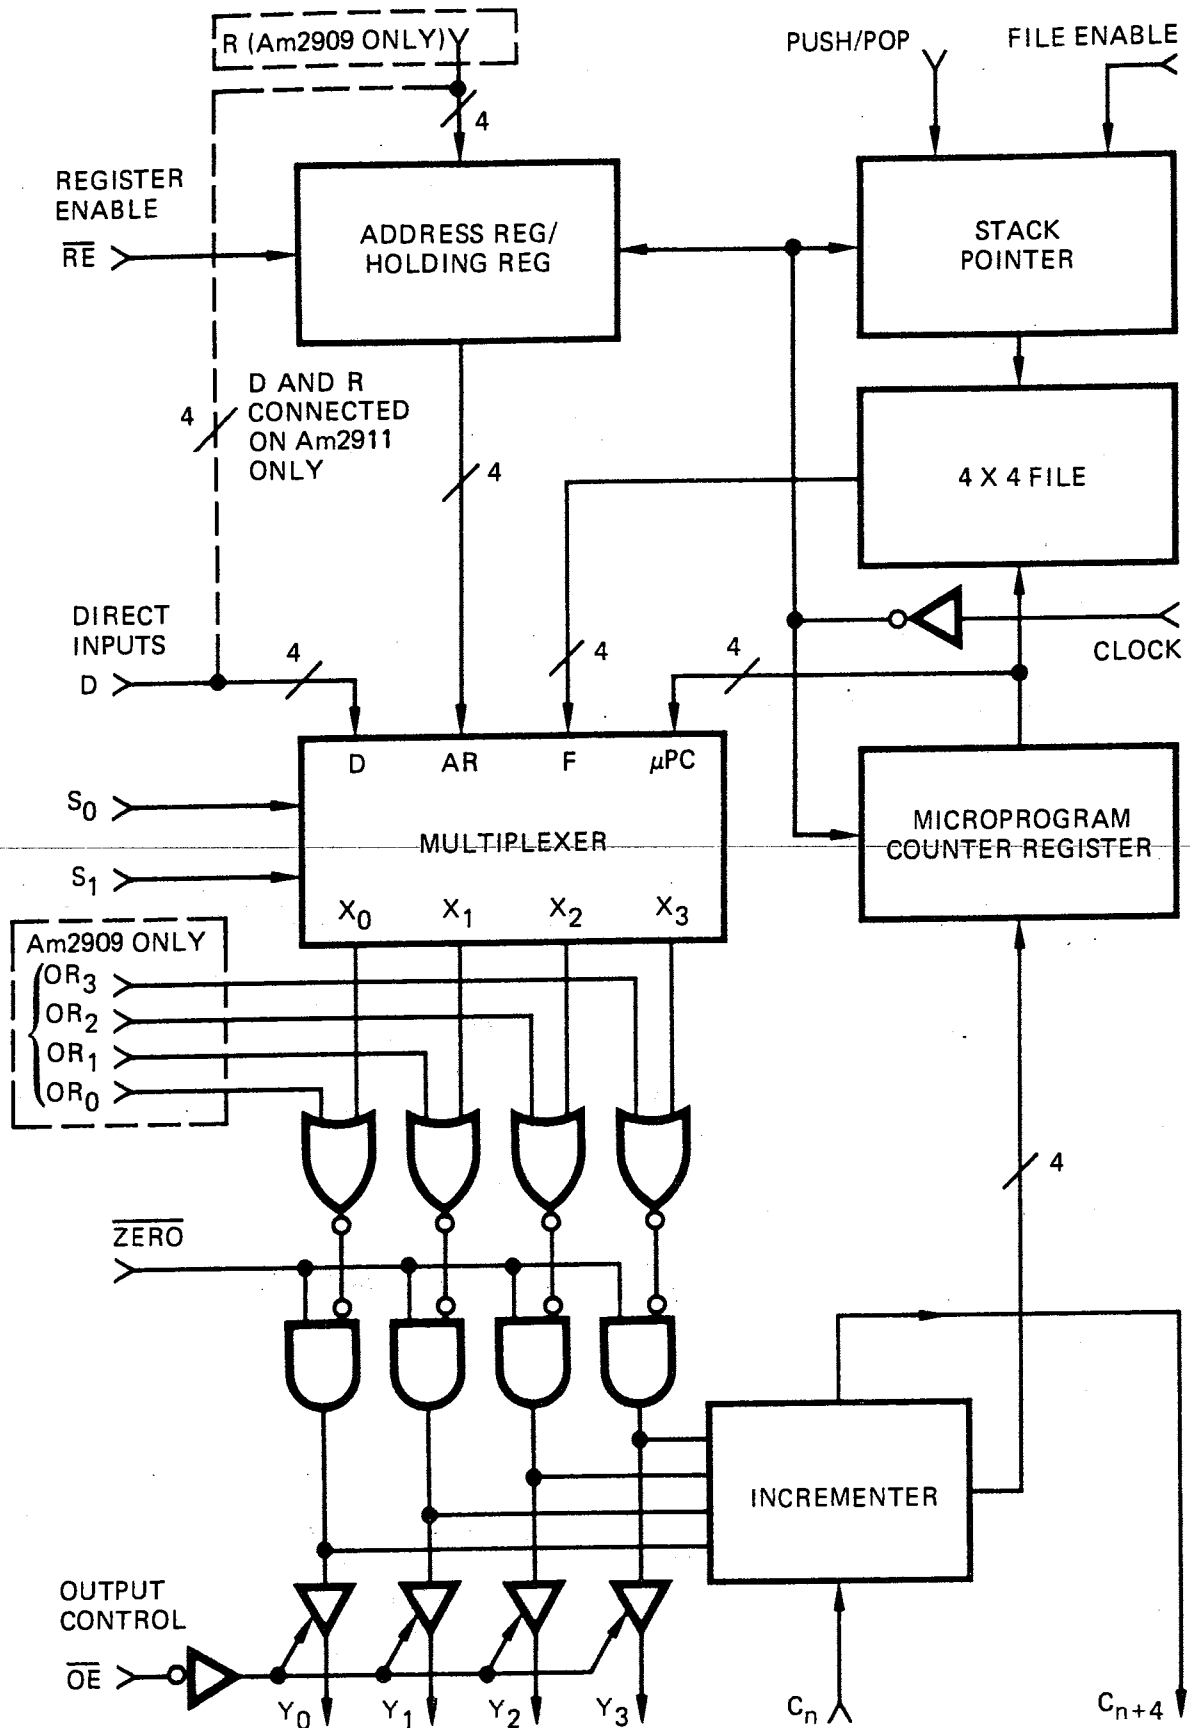 R (Am2909 ONLY)
PUSH/POP
FILE ENABLE
4
REGISTER
ENABLE
RE
ADDRESS REG/
HOLDING REG
STACK
POINTER
D AND R
CONNECTED
ON Am2911
ONLY
4
4
4 X 4 FILE
DIRECT
INPUTS
D
4
4
4
CLOCK
D
AR
F
μPC
S0
MULTIPLEXER
S1
X0
X1
X2
X3
MICROPROGRAM
COUNTER REGISTER
Am2909 ONLY
OR3
OR2
OR1
OR0
4
ZERO
INCREMENTER
OUTPUT
CONTROL
OE
Y0
Y1
Y2
Y3
Cn
Cn+4